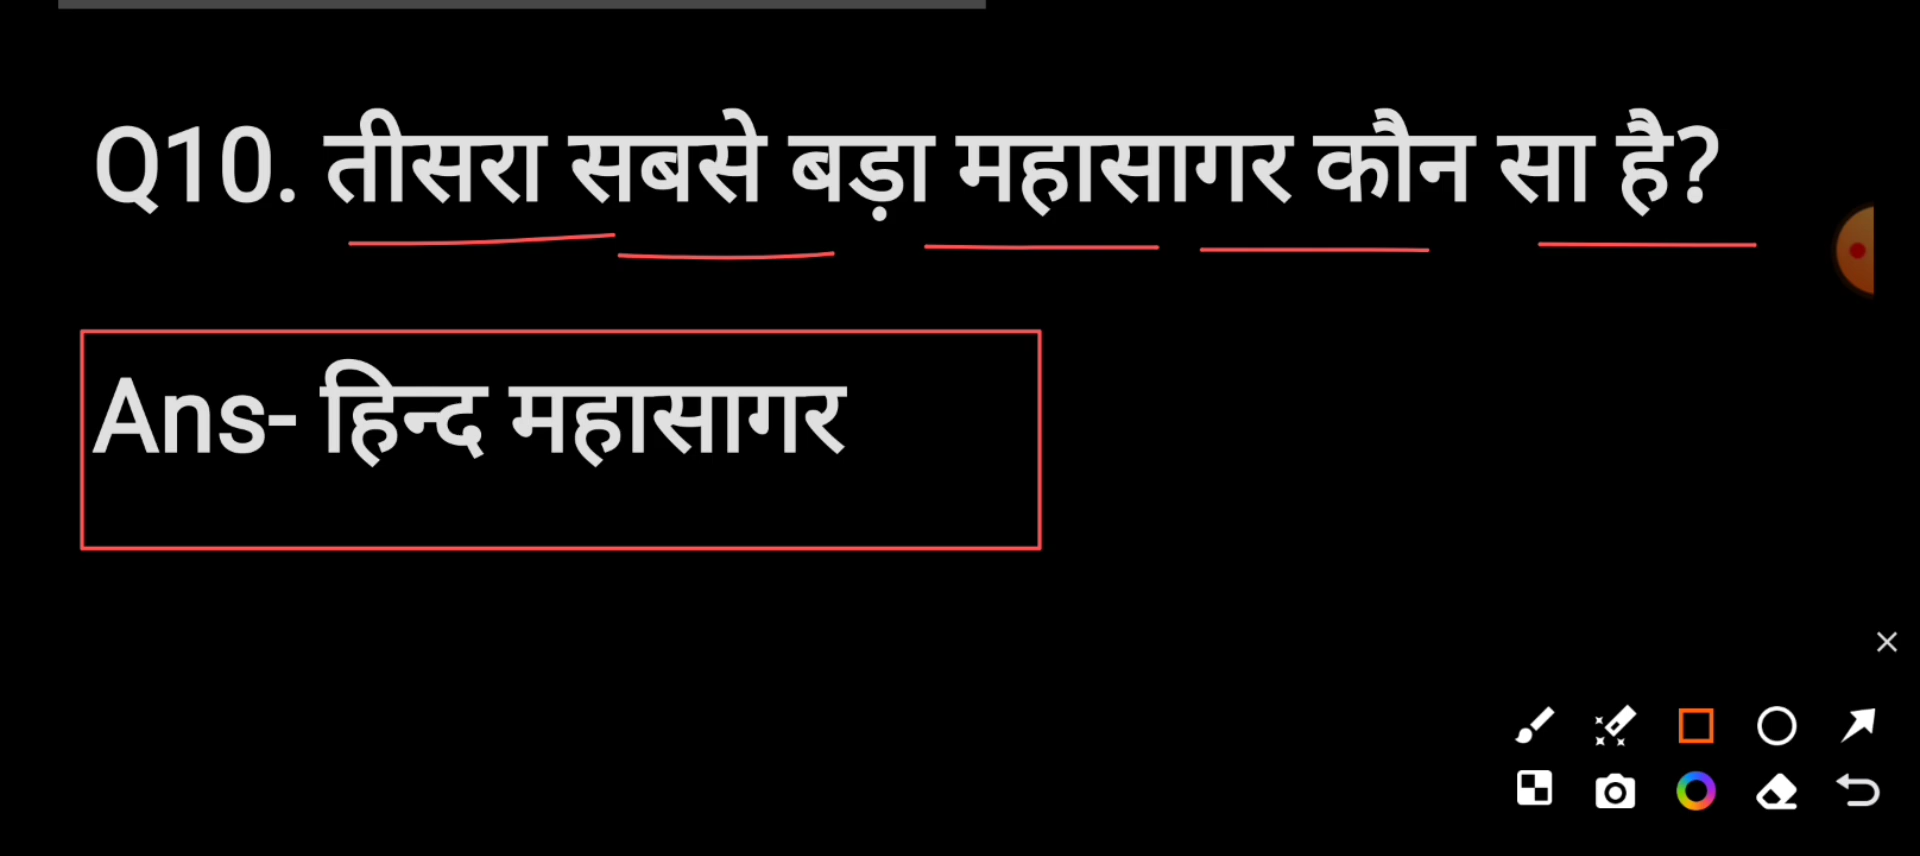 Q10. तीसरा सबसे बड़ा महासागर कौन सा है?
Ans- हिन्द महासागर